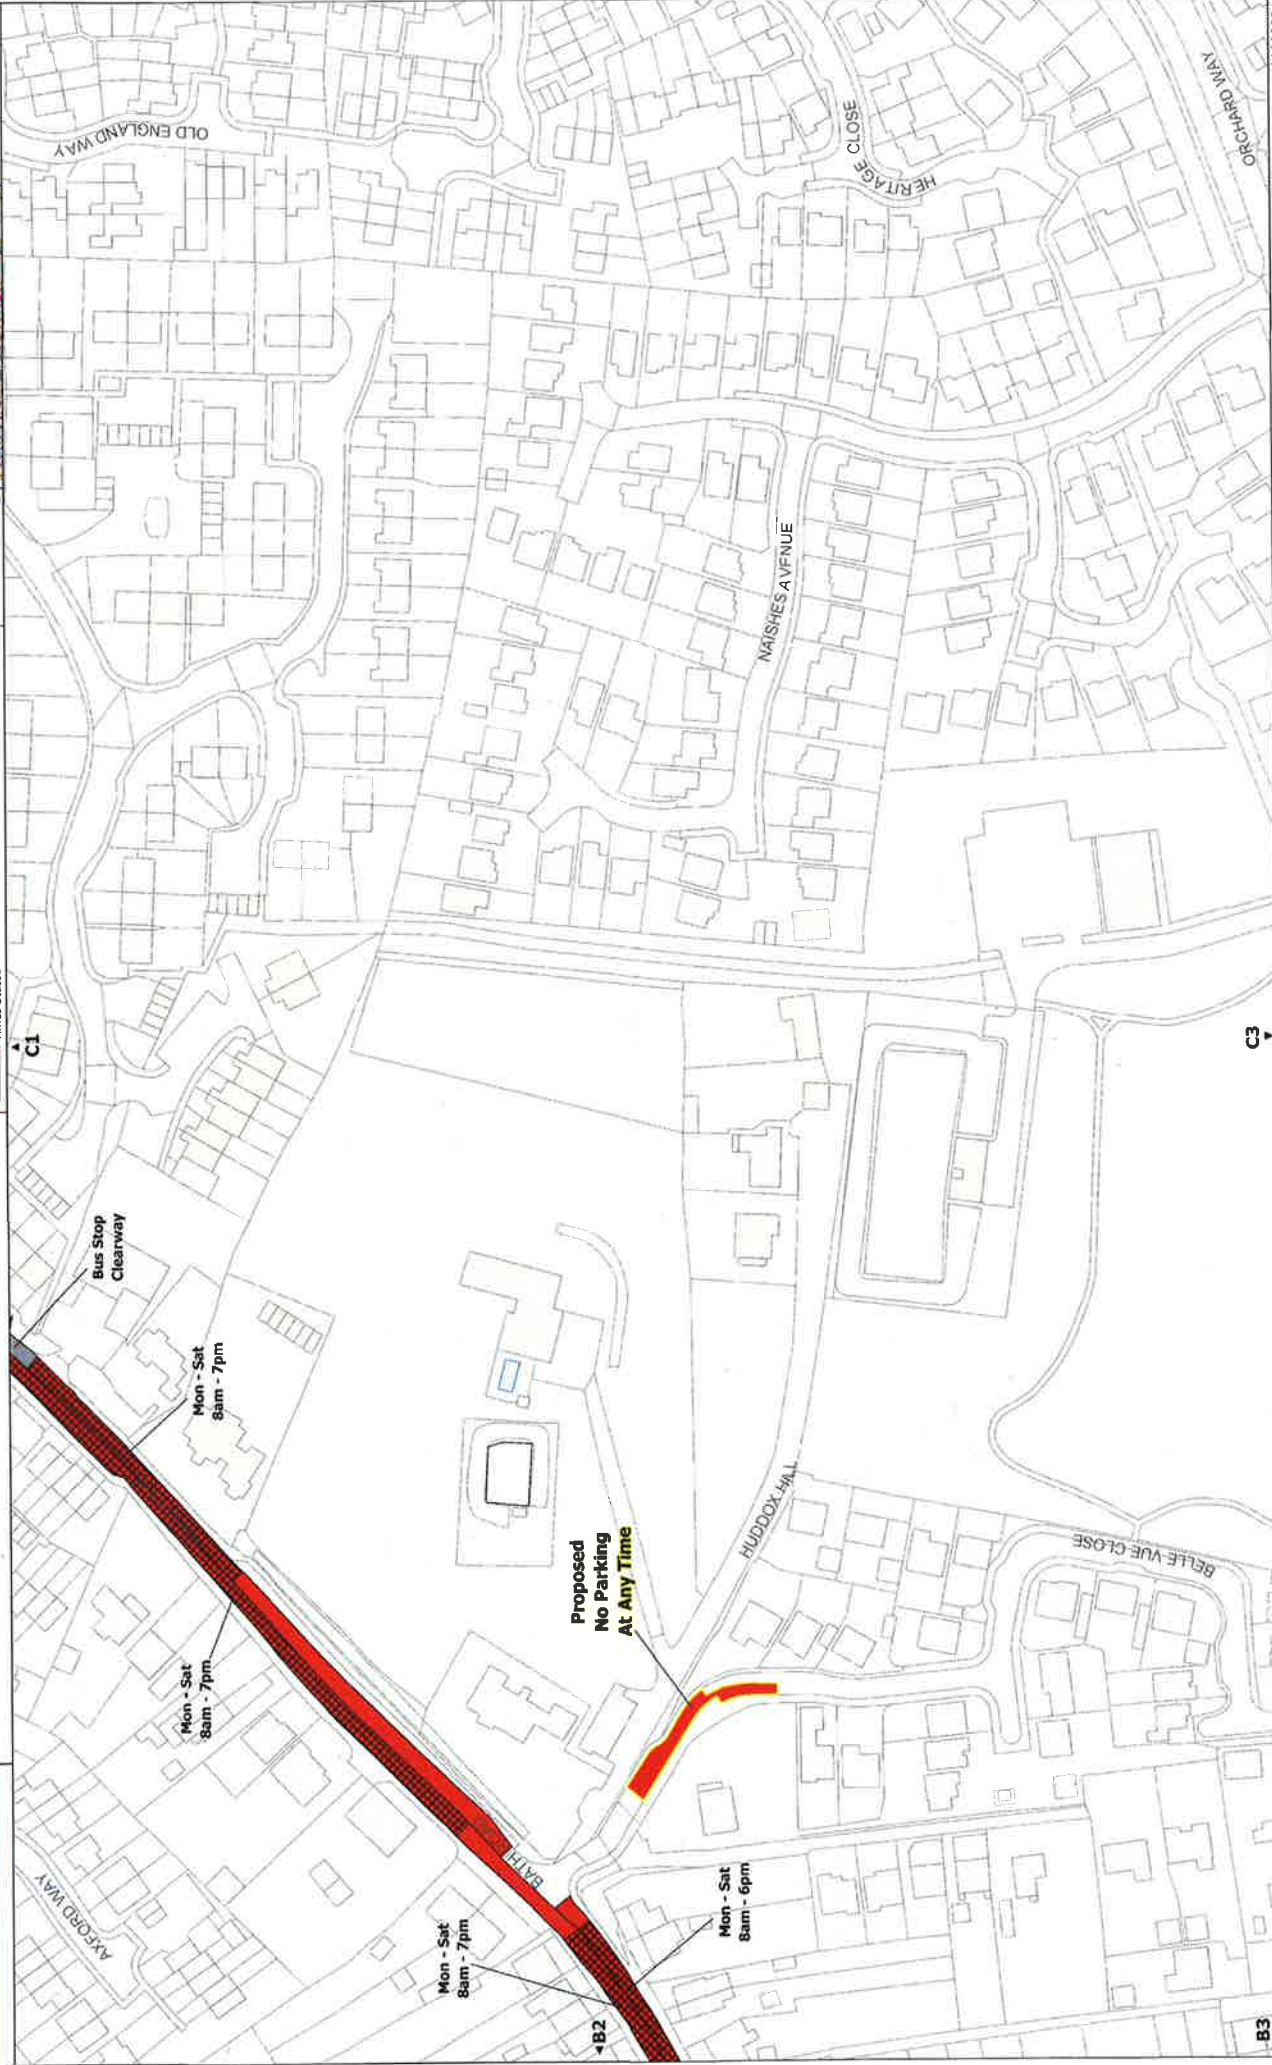 C1
Bus Stop
Clearway
OLD ENGLAND WAY
ORCHARD WAY
HERITAGE CLOSE
Mon - Sat
8am - 7pm
NAISHES AVENUE
Mon - Sat
8am - 7pm
Proposed
No Parking
At Any Time
HUDDOX HILL
BELLE VUE CLOSE
AXFORD WAY
BATH
Mon - Sat
8am - 7pm
Mon - Sat
8am - 6pm
B2
B3
C3